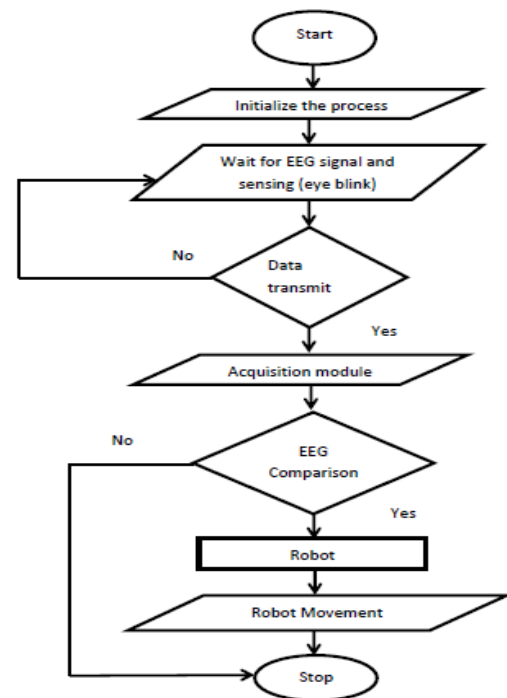 Start
Initialize the process
Wait for EEG signal and
sensing (eye blink)
No
Data
transmit
Yes
Acquisition module
No
EEG
Comparison
Yes
Robot
Robot Movement
Stop